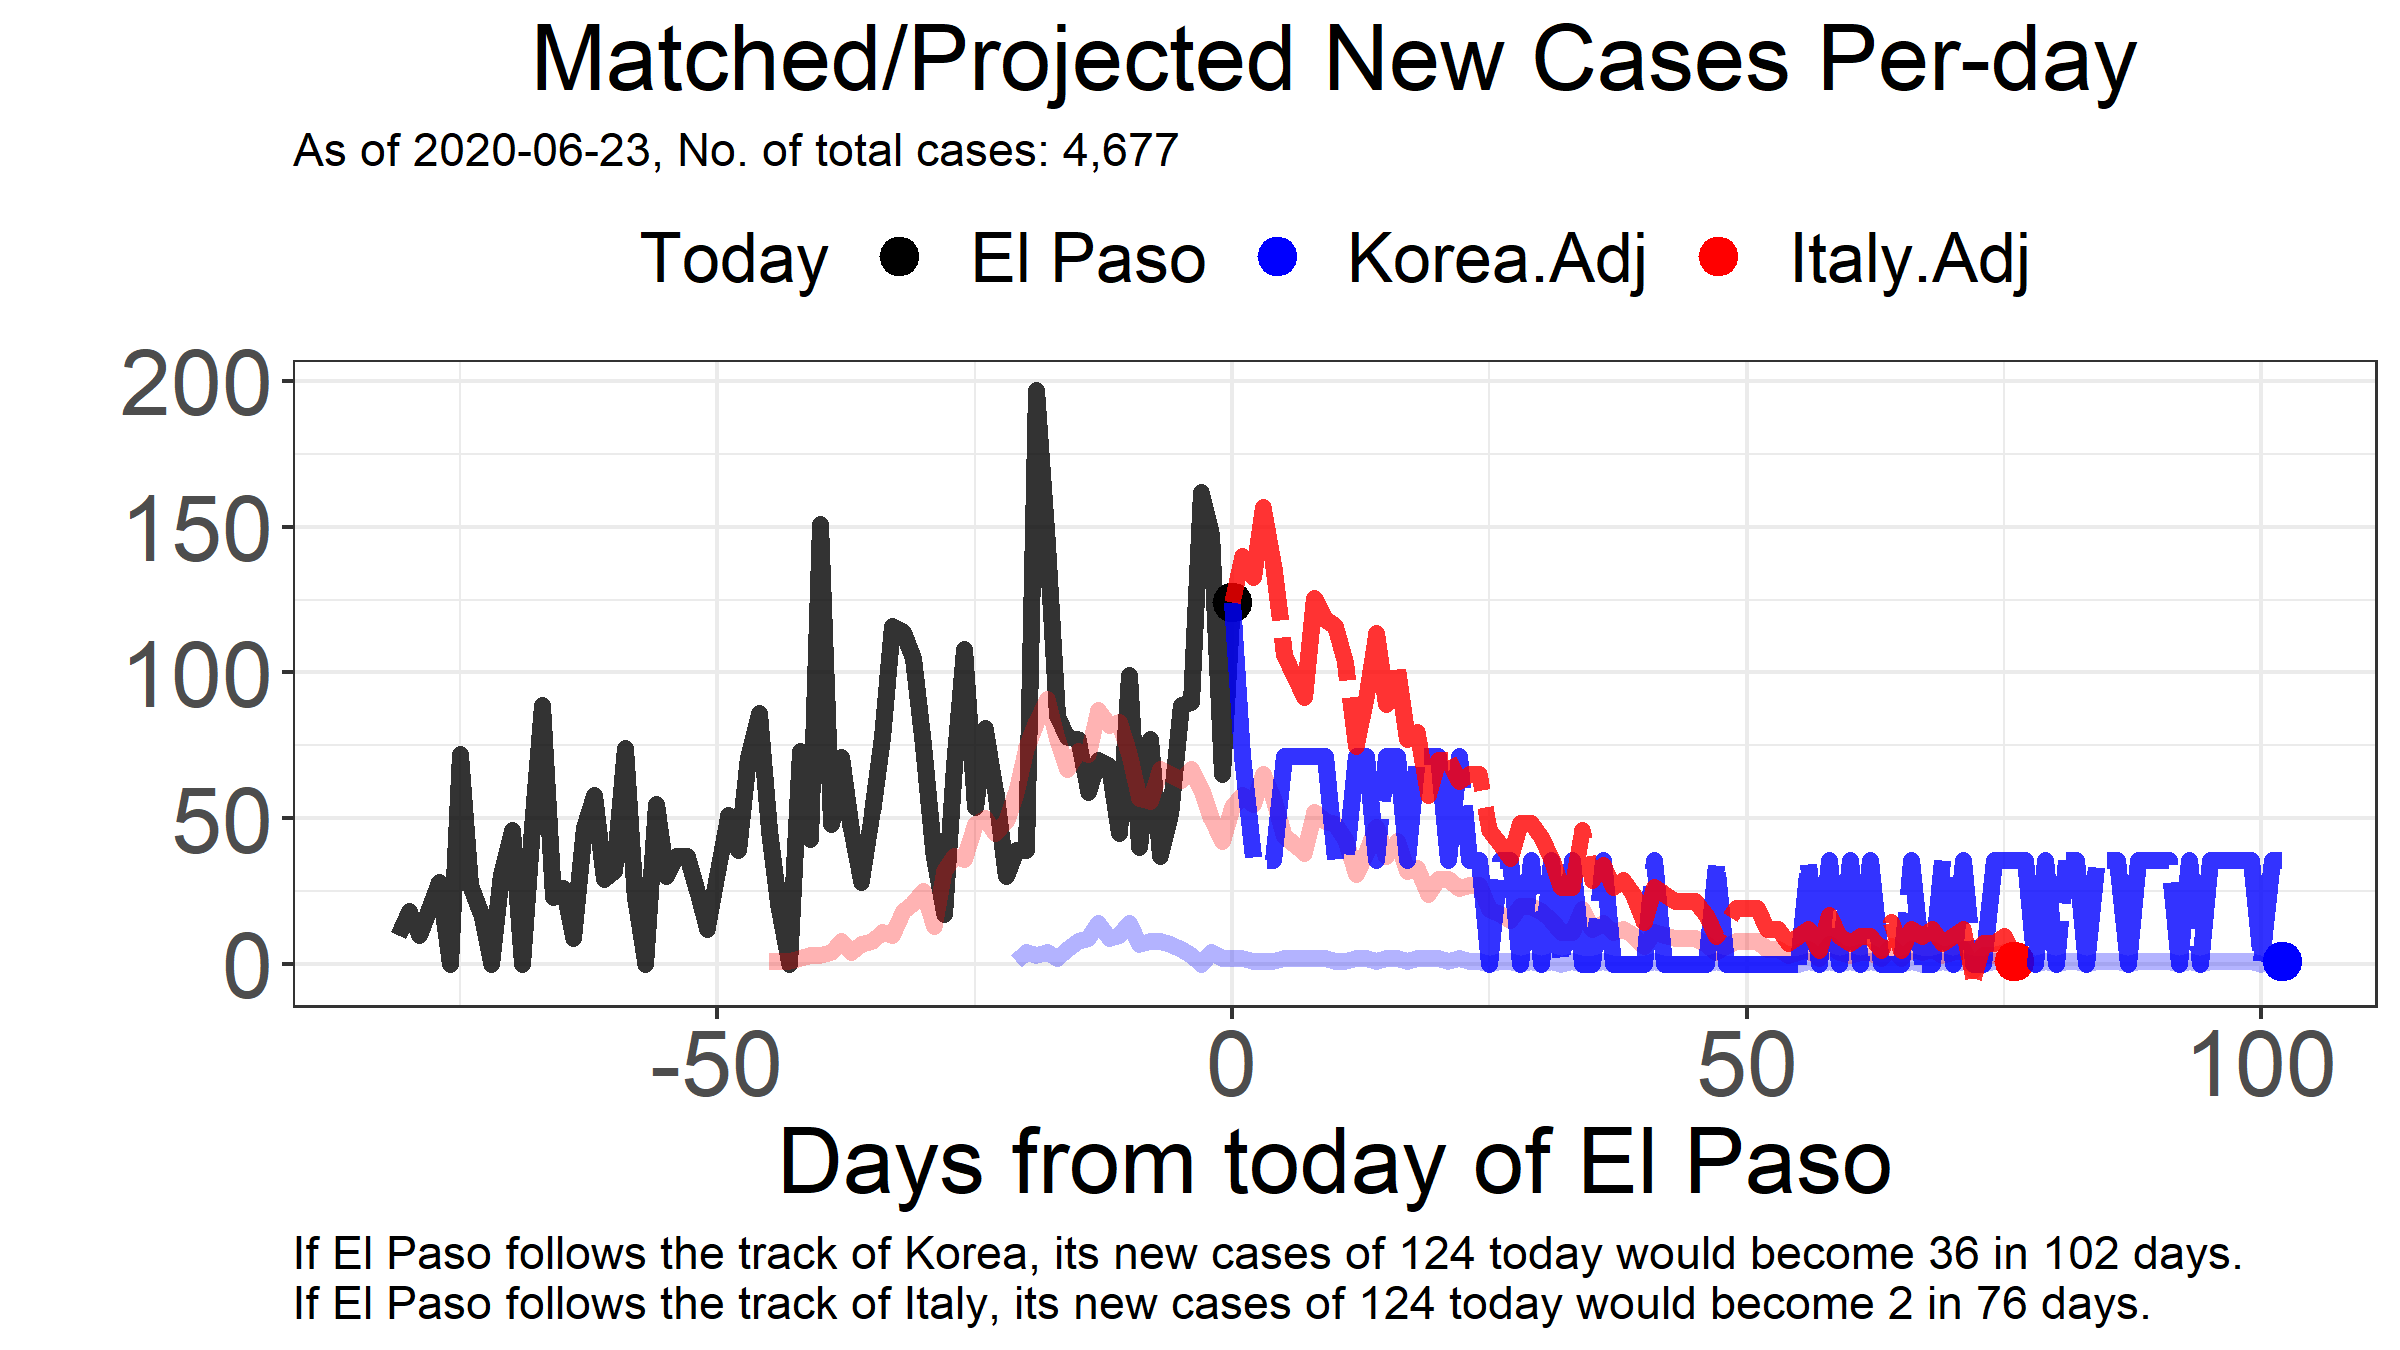 Matched/Projected New Cases Per-day
As of 2020-06-23, No. of total cases: 4,677
Today El Paso Korea.Adj Italy.Adj
200
150
100
50
0
-50 0 50 100
Days from today of El Paso
If El Paso follows the track of Korea, its new cases of 124 today would become 36 in 102 days.
If El Paso follows the track of Italy, its new cases of 124 today would become 2 in 76 days.